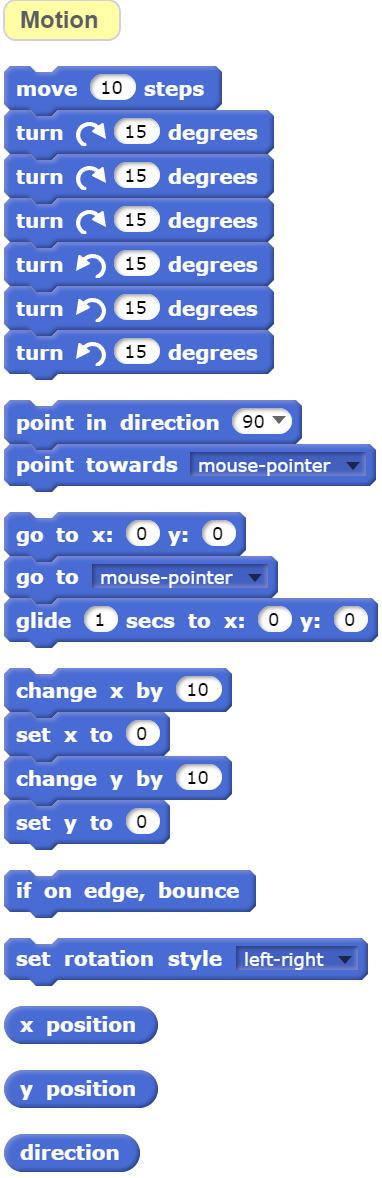 Motion
move 10 steps
turn 15 degrees
turn 15 degrees
turn 15 degrees
turn 15 degrees
turn 15 degrees
turn 15 degrees
point in direction 90
point towards mouse-pointer
go to x: 0 y: 0
go to mouse-pointer
glide 1 secs to x: 0 y: 0
change x by 10
set x to 0
change y by 10
set y to 0
if on edge, bounce
set rotation style left-right
x position
y position
direction